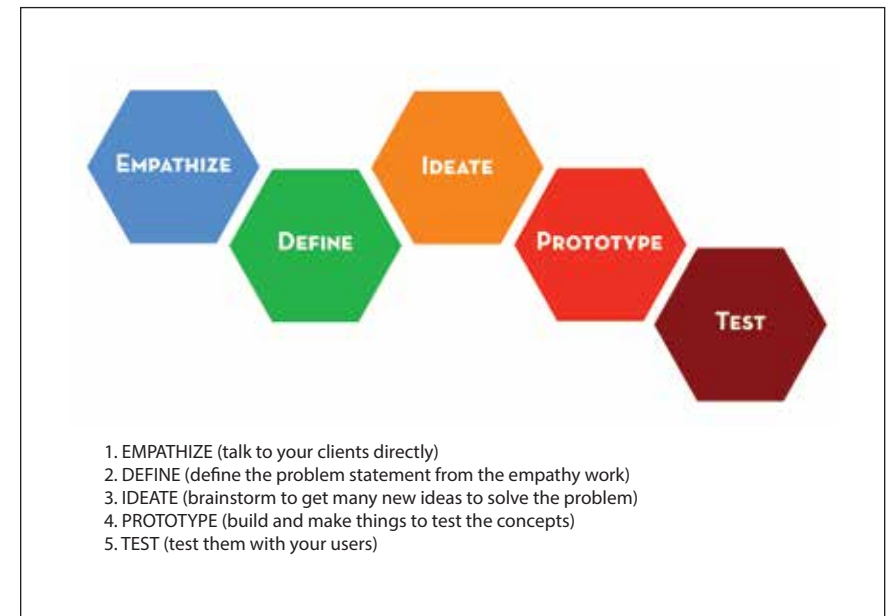 EMPATHIZE
DEFINE
IDEATE
PROTOTYPE
TEST
1. EMPATHIZE (talk to your clients directly)
2. DEFINE (define the problem statement from the empathy work)
3. IDEATE (brainstorm to get many new ideas to solve the problem)
4. PROTOTYPE (build and make things to test the concepts)
5. TEST (test them with your users)